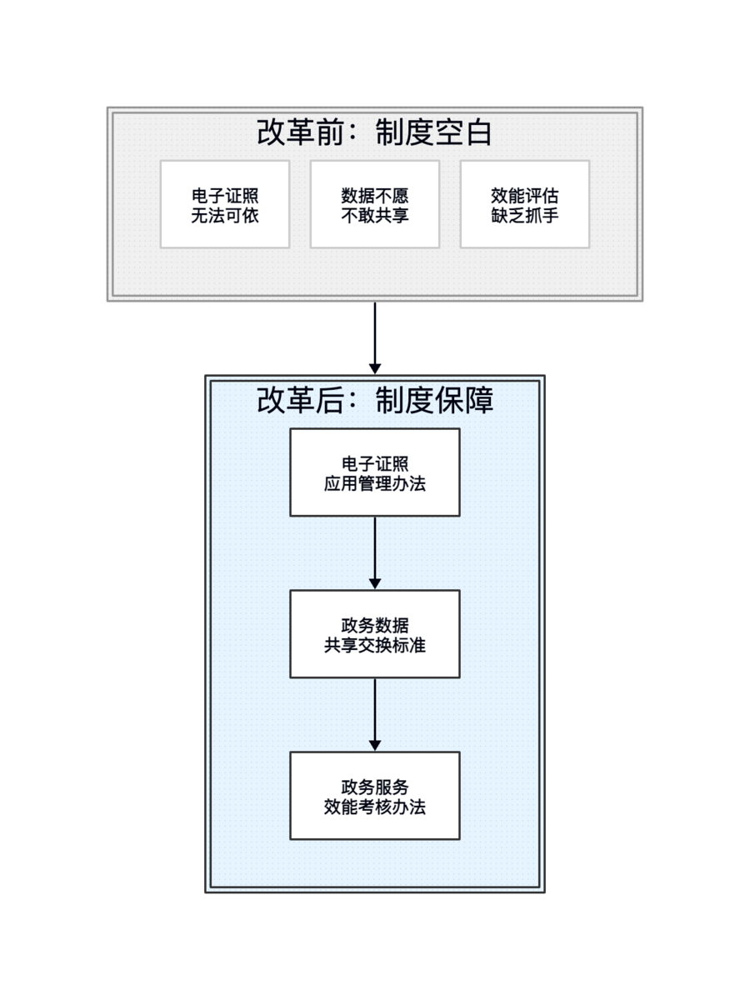 改革前：制度空白
电子证照
无法可依
数据不愿
不敢共享
效能评估
缺乏抓手
改革后：制度保障
电子证照
应用管理办法
政务数据
共享交换标准
政务服务
效能考核办法